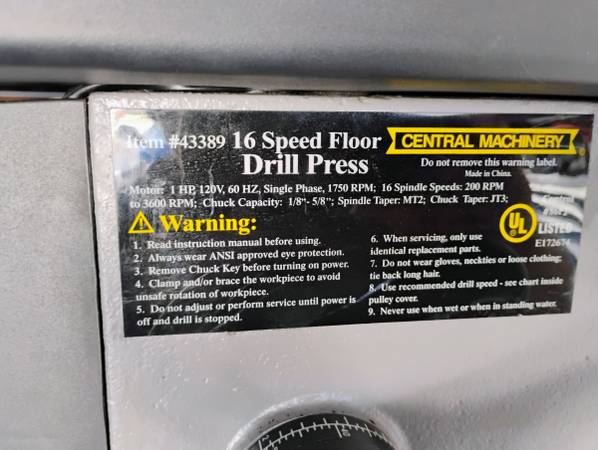 Item #43389 16 Speed Floor
Drill Press
CENTRAL MACHINERY
Do not remove this warning label.
Made in China.
Motor: 1 HP, 120V, 60 HZ, Single Phase, 1750 RPM; 16 Spindle Speeds: 200 RPM
to 3600 RPM; Chuck Capacity: 1/8"- 5/8"; Spindle Taper: MT2; Chuck Taper: JT3;
Warning:
1. Read instruction manual before using.
2. Always wear ANSI approved eye protection.
3. Remove Chuck Key before turning on power.
4. Clamp and/or brace the workpiece to avoid
unsafe rotation of workpiece.
5. Do not adjust or perform service until power is
off and drill is stopped.
6. When servicing, only use
identical replacement parts.
7. Do not wear gloves, neckties or loose clothing;
tie back long hair.
8. Use recommended drill speed - see chart inside
pulley cover.
9. Never use when wet or when in standing water.
UL
LISTED
E172674